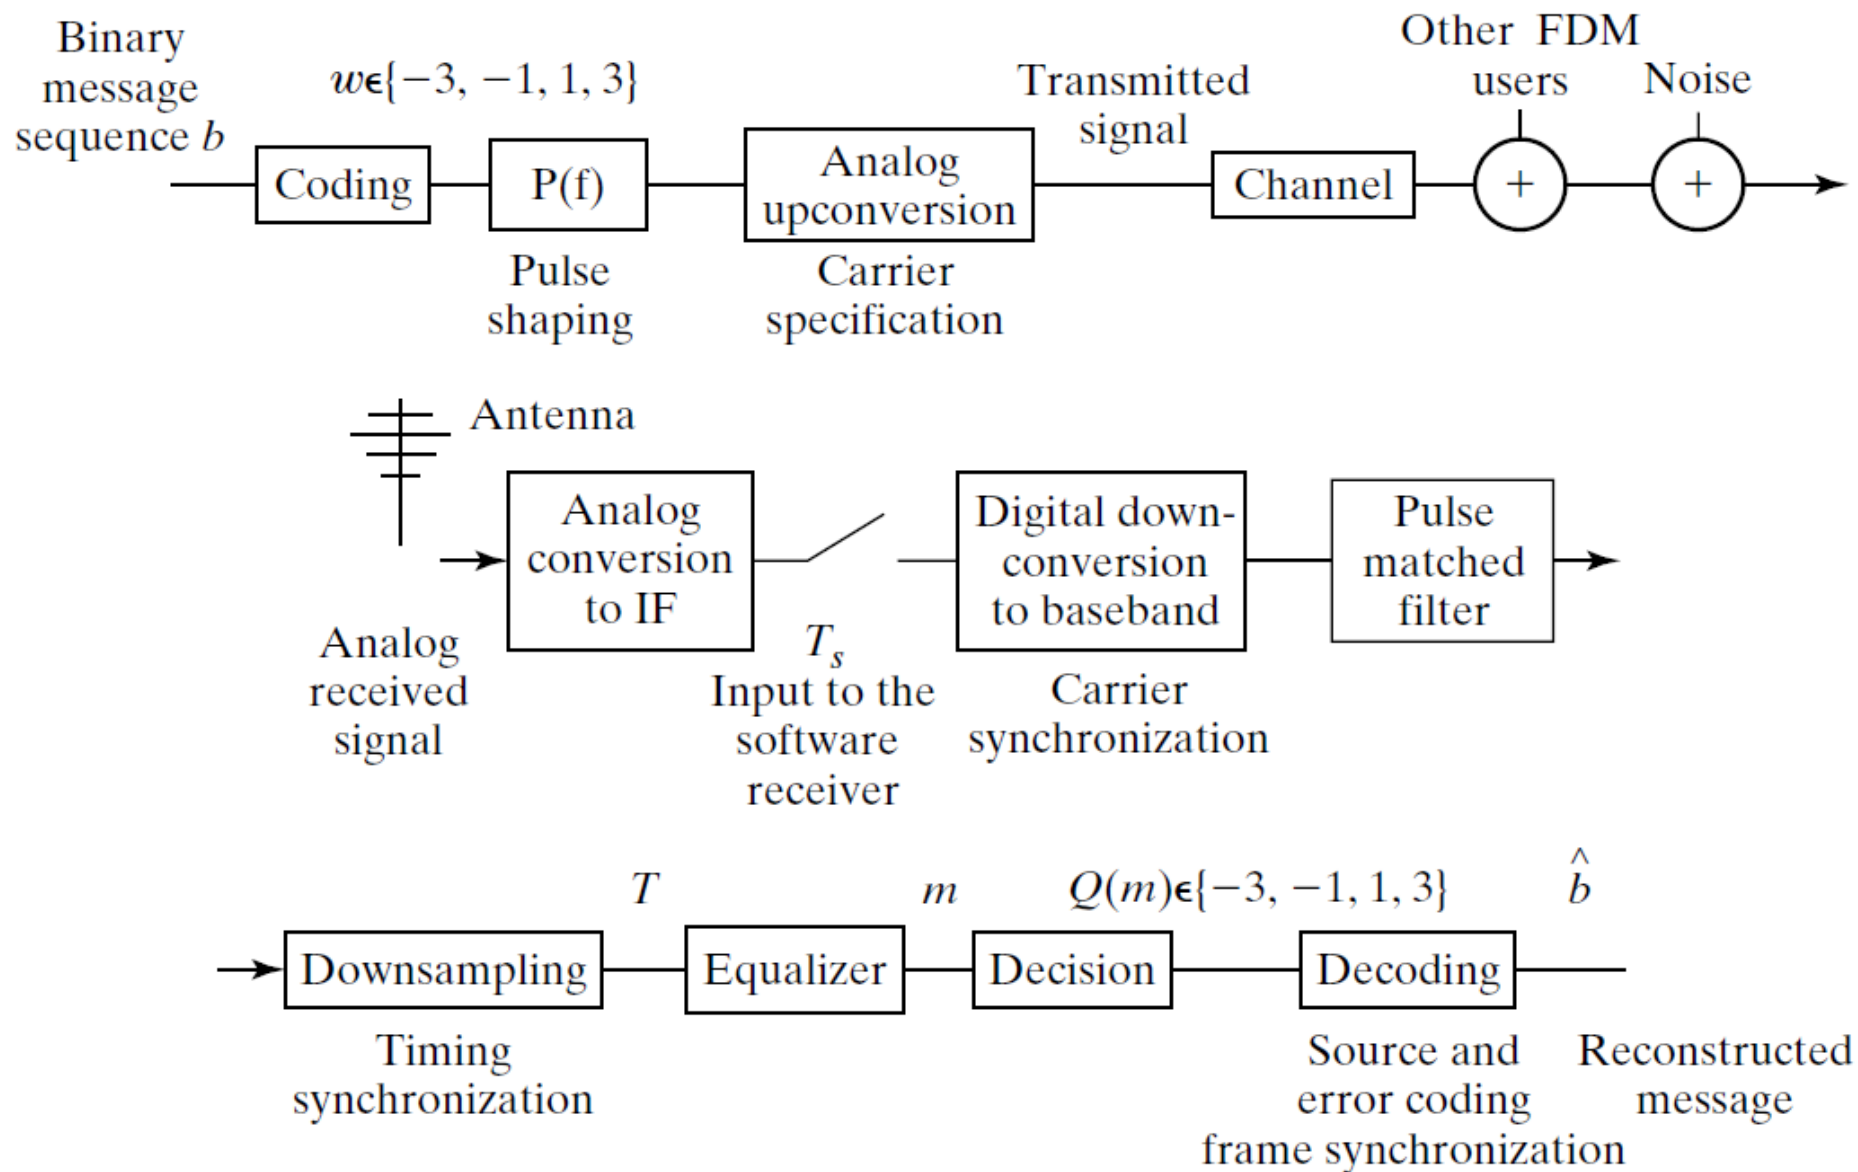 Binary
message
sequence b
w∈{−3, −1, 1, 3}
Coding
P(f)
Pulse
shaping
Analog
upconversion
Carrier
specification
Transmitted
signal
Channel
Other FDM
users
+
Noise
+
Antenna
Analog
received
signal
Analog
conversion
to IF
Tₛ
Input to the
software
receiver
Digital down-
conversion
to baseband
Carrier
synchronization
Pulse
matched
filter
Downsampling
Timing
synchronization
T
Equalizer
m
Decision
Q(m)∈{−3, −1, 1, 3}
Decoding
Source and
error coding
frame synchronization
b̂
Reconstructed
message